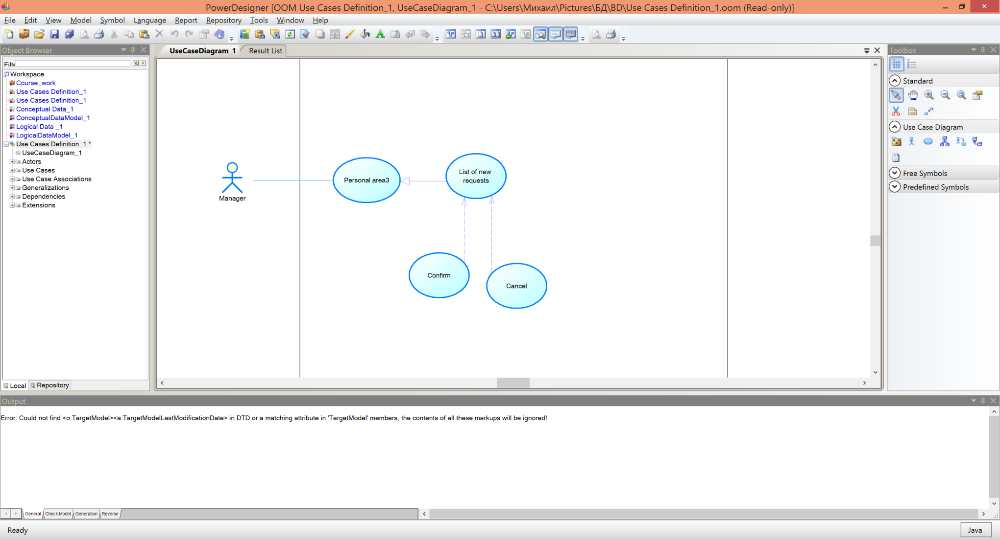 PowerDesigner [OOM Use Cases Definition_1, UseCaseDiagram_1 - C:\Users\Михаил\Pictures\БД\BD\Use Cases Definition_1.oom (Read-only)]
File Edit View Model Symbol Language Report Repository Tools Window Help
Object Browser
Filte
Workspace
Course_work
Use Cases Definition_1
Use Cases Definition_1
Conceptual Data_1
ConceptualDataModel_1
Logical Data _1
LogicalDataModel_1
Use Cases Definition_1 *
UseCaseDiagram_1
Actors
Use Cases
Use Case Associations
Generalizations
Dependencies
Extensions
Local Repository
UseCaseDiagram_1 Result List
Manager
Personal area3
List of new
requests
Confirm
Cancel
Toolbox
Standard
Use Case Diagram
Free Symbols
Predefined Symbols
Output
Error: Could not find <o:TargetModel><a:TargetModelLastModificationDate> in DTD or a matching attribute in 'TargetModel' members, the contents of all these markups will be ignored!
General Check Model Generation Reverse
Ready
Java